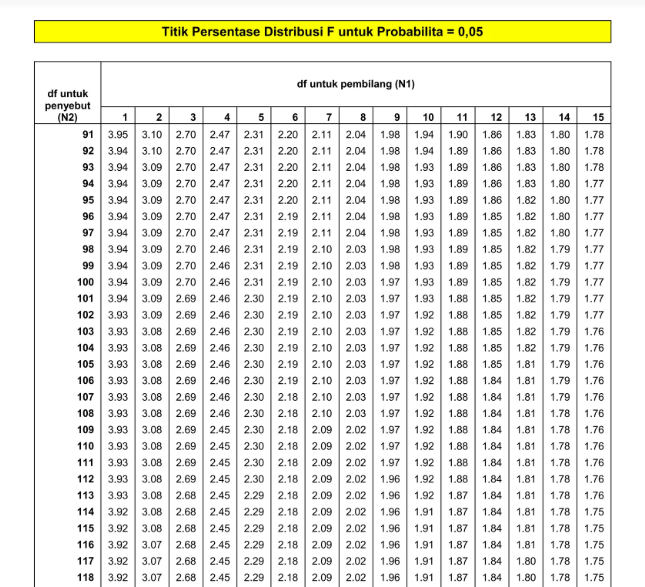 Titik Persentase Distribusi F untuk Probabilita = 0,05
df untuk pembilang (N1)
df untuk
penyebut
(N2)
1 2 3 4 5 6 7 8 9 10 11 12 13 14 15
91 3.95 3.10 2.70 2.47 2.31 2.20 2.11 2.04 1.98 1.94 1.90 1.86 1.83 1.80 1.78
92 3.94 3.10 2.70 2.47 2.31 2.20 2.11 2.04 1.98 1.94 1.89 1.86 1.83 1.80 1.78
93 3.94 3.09 2.70 2.47 2.31 2.20 2.11 2.04 1.98 1.93 1.89 1.86 1.83 1.80 1.78
94 3.94 3.09 2.70 2.47 2.31 2.20 2.11 2.04 1.98 1.93 1.89 1.86 1.83 1.80 1.77
95 3.94 3.09 2.70 2.47 2.31 2.20 2.11 2.04 1.98 1.93 1.89 1.86 1.82 1.80 1.77
96 3.94 3.09 2.70 2.47 2.31 2.19 2.11 2.04 1.98 1.93 1.89 1.85 1.82 1.80 1.77
97 3.94 3.09 2.70 2.47 2.31 2.19 2.11 2.04 1.98 1.93 1.89 1.85 1.82 1.80 1.77
98 3.94 3.09 2.70 2.46 2.31 2.19 2.10 2.03 1.98 1.93 1.89 1.85 1.82 1.79 1.77
99 3.94 3.09 2.70 2.46 2.31 2.19 2.10 2.03 1.98 1.93 1.89 1.85 1.82 1.79 1.77
100 3.94 3.09 2.70 2.46 2.31 2.19 2.10 2.03 1.97 1.93 1.89 1.85 1.82 1.79 1.77
101 3.94 3.09 2.69 2.46 2.30 2.19 2.10 2.03 1.97 1.93 1.88 1.85 1.82 1.79 1.77
102 3.93 3.09 2.69 2.46 2.30 2.19 2.10 2.03 1.97 1.92 1.88 1.85 1.82 1.79 1.77
103 3.93 3.08 2.69 2.46 2.30 2.19 2.10 2.03 1.97 1.92 1.88 1.85 1.82 1.79 1.76
104 3.93 3.08 2.69 2.46 2.30 2.19 2.10 2.03 1.97 1.92 1.88 1.85 1.82 1.79 1.76
105 3.93 3.08 2.69 2.46 2.30 2.19 2.10 2.03 1.97 1.92 1.88 1.85 1.81 1.79 1.76
106 3.93 3.08 2.69 2.46 2.30 2.19 2.10 2.03 1.97 1.92 1.88 1.84 1.81 1.79 1.76
107 3.93 3.08 2.69 2.46 2.30 2.18 2.10 2.03 1.97 1.92 1.88 1.84 1.81 1.79 1.76
108 3.93 3.08 2.69 2.46 2.30 2.18 2.10 2.03 1.97 1.92 1.88 1.84 1.81 1.78 1.76
109 3.93 3.08 2.69 2.45 2.30 2.18 2.09 2.02 1.97 1.92 1.88 1.84 1.81 1.78 1.76
110 3.93 3.08 2.69 2.45 2.30 2.18 2.09 2.02 1.97 1.92 1.88 1.84 1.81 1.78 1.76
111 3.93 3.08 2.69 2.45 2.30 2.18 2.09 2.02 1.97 1.92 1.88 1.84 1.81 1.78 1.76
112 3.93 3.08 2.69 2.45 2.30 2.18 2.09 2.02 1.96 1.92 1.88 1.84 1.81 1.78 1.76
113 3.93 3.08 2.68 2.45 2.29 2.18 2.09 2.02 1.96 1.92 1.87 1.84 1.81 1.78 1.76
114 3.92 3.08 2.68 2.45 2.29 2.18 2.09 2.02 1.96 1.91 1.87 1.84 1.81 1.78 1.75
115 3.92 3.08 2.68 2.45 2.29 2.18 2.09 2.02 1.96 1.91 1.87 1.84 1.81 1.78 1.75
116 3.92 3.07 2.68 2.45 2.29 2.18 2.09 2.02 1.96 1.91 1.87 1.84 1.81 1.78 1.75
117 3.92 3.07 2.68 2.45 2.29 2.18 2.09 2.02 1.96 1.91 1.87 1.84 1.80 1.78 1.75
118 3.92 3.07 2.68 2.45 2.29 2.18 2.09 2.02 1.96 1.91 1.87 1.84 1.80 1.78 1.75